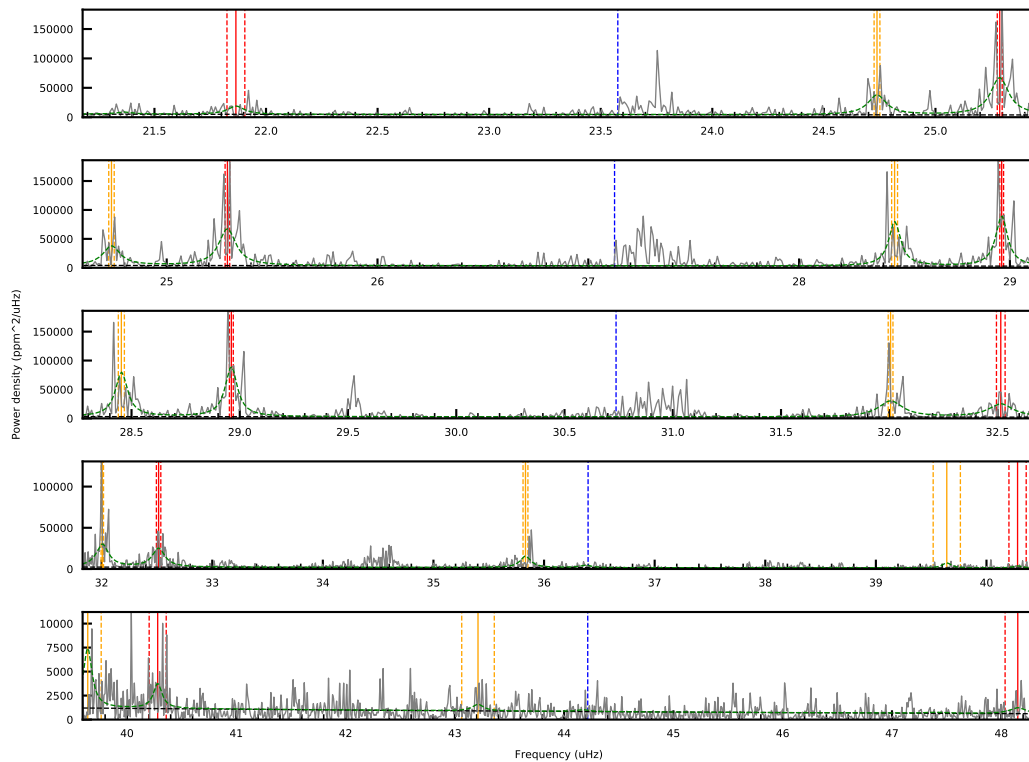 150000
100000
50000
0
21.5 22.0 22.5 23.0 23.5 24.0 24.5 25.0
150000
100000
50000
0
25 26 27 28 29
Power density (ppm^2/uHz)
150000
100000
50000
0
28.5 29.0 29.5 30.0 30.5 31.0 31.5 32.0 32.5
100000
50000
0
32 33 34 35 36 37 38 39 40
10000
7500
5000
2500
0
40 41 42 43 44 45 46 47 48
Frequency (uHz)